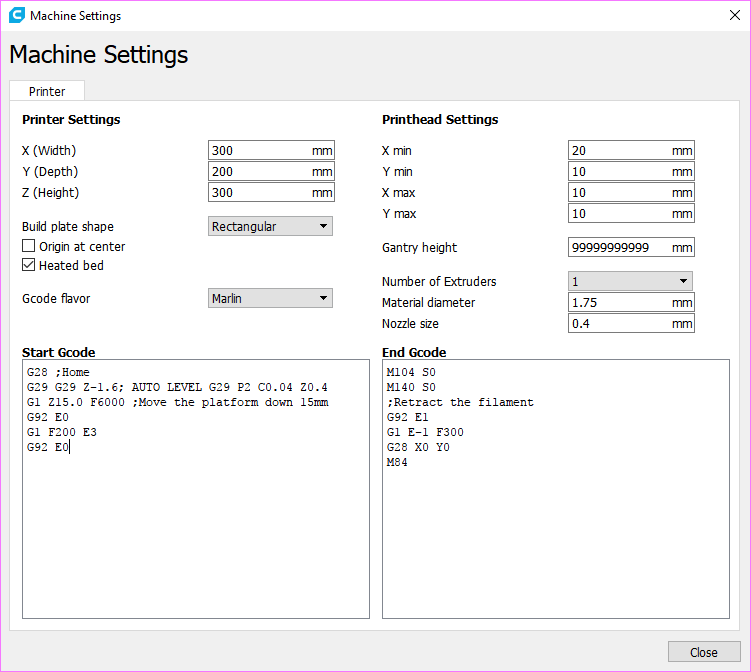 Machine Settings
Machine Settings
Printer
Printer Settings
X (Width) 300 mm
Y (Depth) 200 mm
Z (Height) 300 mm
Build plate shape Rectangular
Origin at center
Heated bed
Gcode flavor Marlin
Printhead Settings
X min 20 mm
Y min 10 mm
X max 10 mm
Y max 10 mm
Gantry height 99999999999 mm
Number of Extruders 1
Material diameter 1.75 mm
Nozzle size 0.4 mm
Start Gcode
G28 ;Home
G29 G29 Z-1.6; AUTO LEVEL G29 P2 C0.04 Z0.4
G1 Z15.0 F6000 ;Move the platform down 15mm
G92 E0
G1 F200 E3
G92 E0
End Gcode
M104 S0
M140 S0
;Retract the filament
G92 E1
G1 E-1 F300
G28 X0 Y0
M84
Close